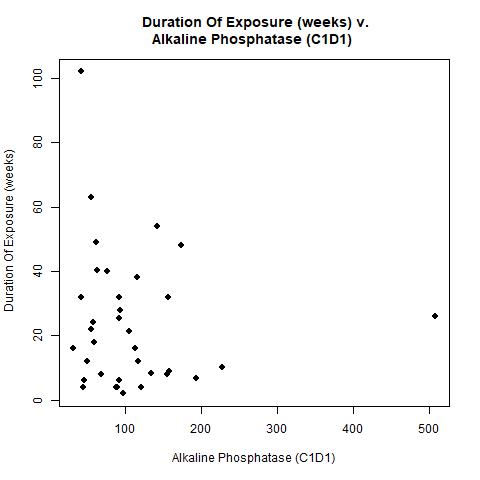 Duration Of Exposure (weeks) v.
Alkaline Phosphatase (C1D1)
Duration Of Exposure (weeks)
100
80
60
40
20
0
100 200 300 400 500
Alkaline Phosphatase (C1D1)